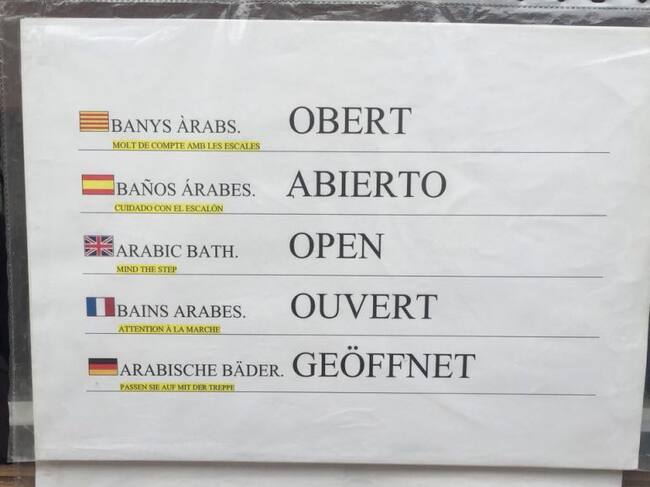 BANYS ÀRABS. OBERT
MOLT DE COMPTE AMB LES ESCALES
BAÑOS ÁRABES. ABIERTO
CUIDADO CON EL ESCALÓN
ARABIC BATH. OPEN
MIND THE STEP
BAINS ARABES. OUVERT
ATTENTION À LA MARCHE
ARABISCHE BÄDER. GEÖFFNET
PASSEN SIE AUF MIT DER TREPPE